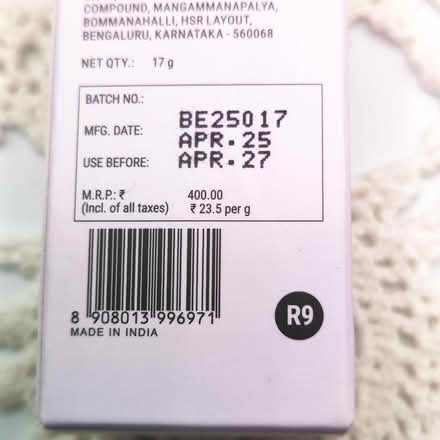 COMPOUND, MANGAMMANAPALYA,
BOMMANAHALLI, HSR LAYOUT,
BENGALURU, KARNATAKA - 560068
NET QTY.: 17 g
BATCH NO.: BE25017
MFG. DATE: APR. 25
USE BEFORE: APR. 27
M.R.P.: ₹ 400.00
(Incl. of all taxes) ₹ 23.5 per g
8 908013 996971
MADE IN INDIA
R9